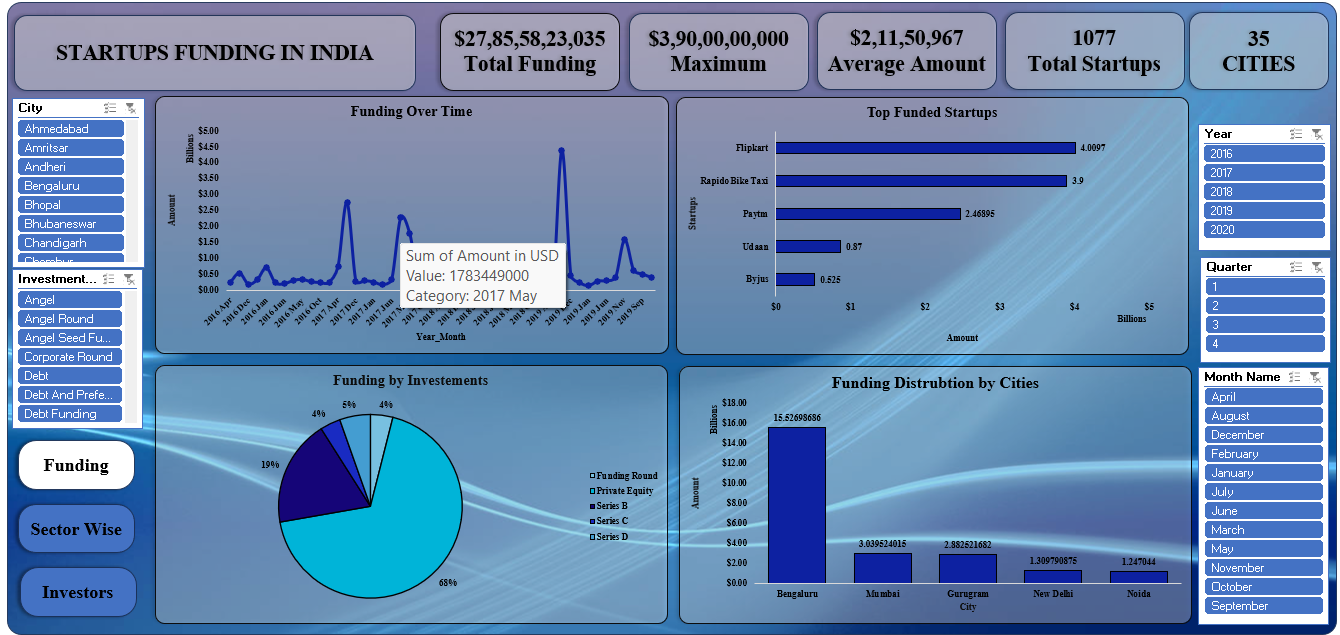 STARTUPS FUNDING IN INDIA
$27,85,58,23,035
Total Funding
$3,90,00,00,000
Maximum
$2,11,50,967
Average Amount
1077
Total Startups
35
CITIES
City
Ahmedabad
Amritsar
Andheri
Bengaluru
Bhopal
Bhubaneswar
Chandigarh
Investment...
Angel
Angel Round
Angel Seed Fu...
Corporate Round
Debt
Debt And Prefe...
Debt Funding
Funding
Sector Wise
Investors
Funding Over Time
Billions
Amount
$5.00
$4.50
$4.00
$3.50
$3.00
$2.50
$2.00
$1.50
$1.00
$0.50
$0.00
2016 Apr
2016 Dec
2016 Jan
2016 Jun
2016 May
2016 Oct
2017 Apr
2017 Dec
2017 Jan
2017 Jun
2019 Jan
2019 Jun
2019 Nov
2019 Sep
Year_Month
Sum of Amount in USD
Value: 1783449000
Category: 2017 May
Top Funded Startups
Startups
Flipkart
4.0097
Rapido Bike Taxi
3.9
Paytm
2.46895
Udaan
0.87
Byjus
0.525
$0
$1
$2
$3
$4
$5
Billions
Amount
Funding by Investements
4%
5%
4%
19%
68%
Funding Round
Private Equity
Series B
Series C
Series D
Funding Distrubtion by Cities
Billions
Amount
$18.00
$16.00
$14.00
$12.00
$10.00
$8.00
$6.00
$4.00
$2.00
$0.00
15.52698686
3.039524015
2.882521682
1.309790875
1.247044
Bengaluru
Mumbai
Gurugram
New Delhi
Noida
City
Year
2016
2017
2018
2019
2020
Quarter
1
2
3
4
Month Name
April
August
December
February
January
July
June
March
May
November
October
September